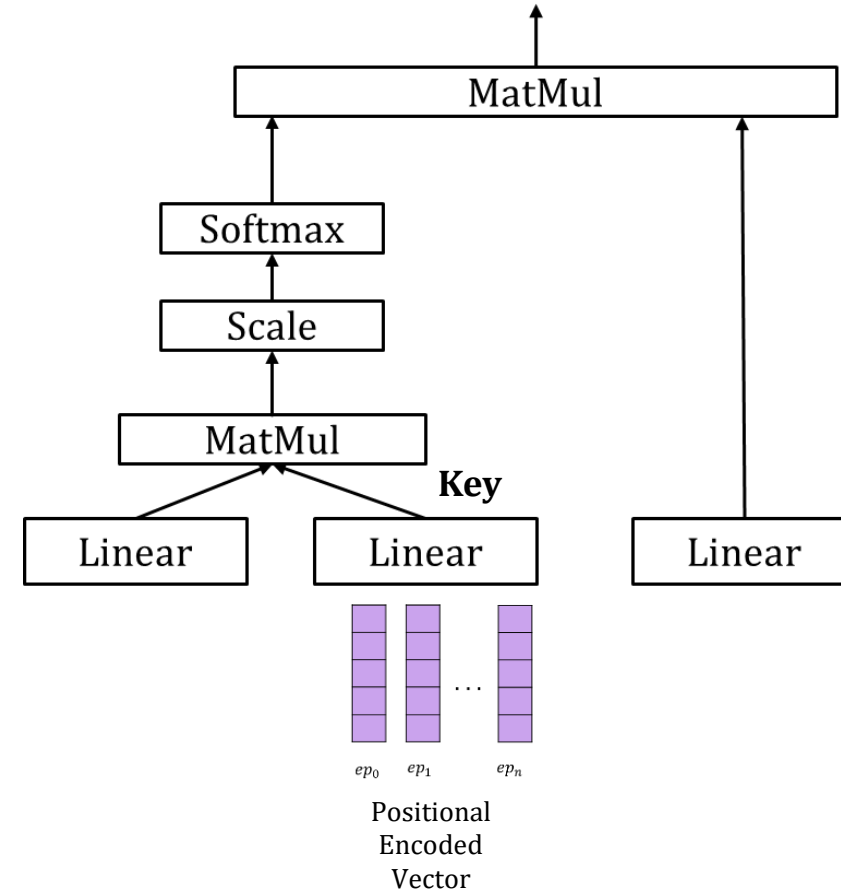 MatMul
Softmax
Scale
MatMul
Key
Linear
Linear
Linear
...
ep₀
ep₁
epₙ
Positional
Encoded
Vector